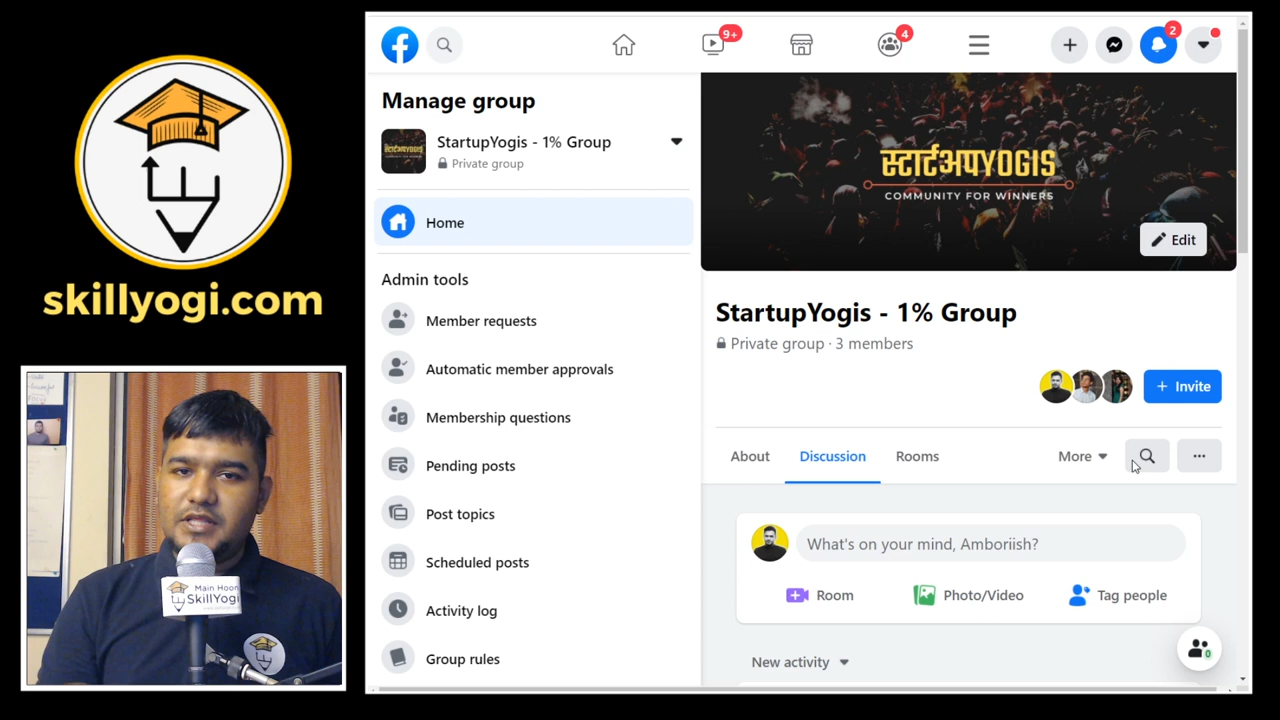 skillyogi.com
Main Hoon
SkillYogi
9+
4
2
Manage group
StartupYogis - 1% Group
Private group
Home
Admin tools
Member requests
Automatic member approvals
Membership questions
Pending posts
Post topics
Scheduled posts
Activity log
Group rules
स्टार्टअपYOGIS
COMMUNITY FOR WINNERS
Edit
StartupYogis - 1% Group
Private group · 3 members
+ Invite
About
Discussion
Rooms
More
What's on your mind, Amboriish?
Room
Photo/Video
Tag people
New activity
0